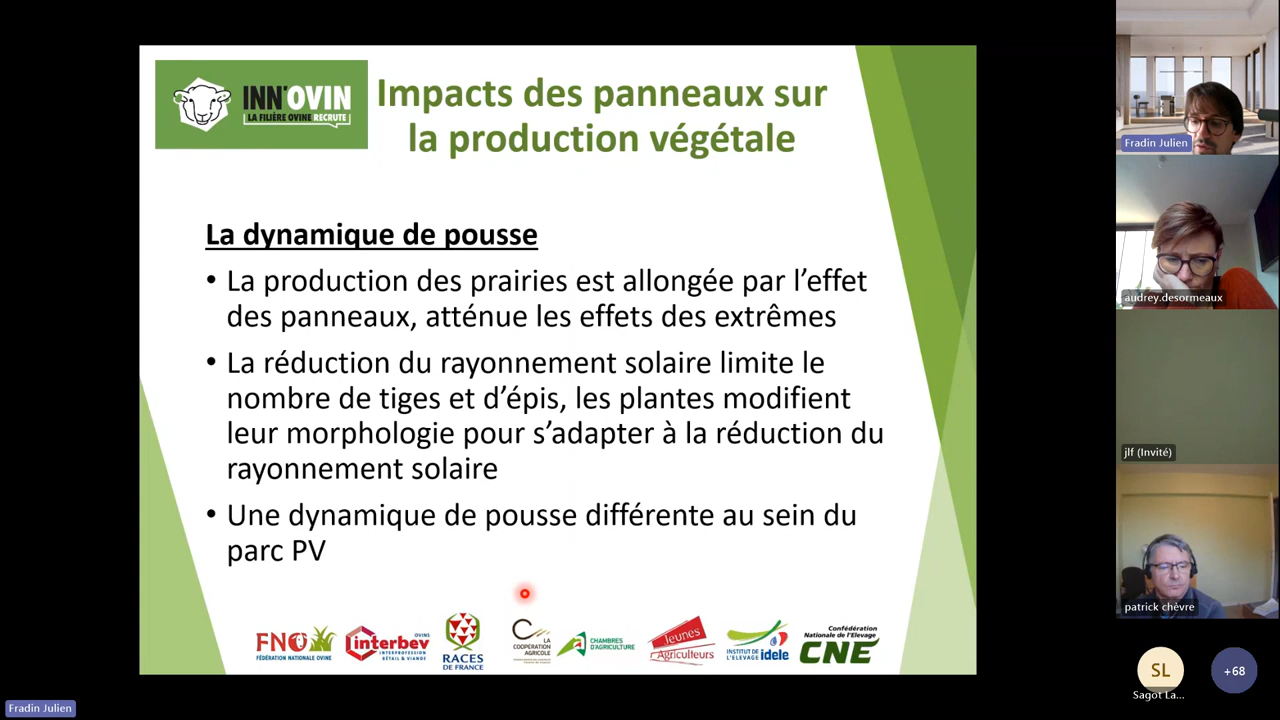 INN'OVIN
LA FILIÈRE OVINE RECRUTE
Impacts des panneaux sur
la production végétale
La dynamique de pousse
• La production des prairies est allongée par l’effet
des panneaux, atténue les effets des extrêmes
• La réduction du rayonnement solaire limite le
nombre de tiges et d’épis, les plantes modifient
leur morphologie pour s’adapter à la réduction du
rayonnement solaire
• Une dynamique de pousse différente au sein du
parc PV
FNO
FÉDÉRATION NATIONALE OVINE
interbev
OVINS
INTERPROFESSION
BÉTAIL & VIANDE
RACES
DE FRANCE
LA
COOPÉRATION
AGRICOLE
CHAMBRES
D'AGRICULTURE
Jeunes
Agriculteurs
INSTITUT DE
L'ELEVAGE idele
Confédération
Nationale de l'Elevage
CNE
Fradin Julien
audrey.desormeaux
jlf (Invité)
patrick chèvre
SL
Sagot La...
+68
Fradin Julien